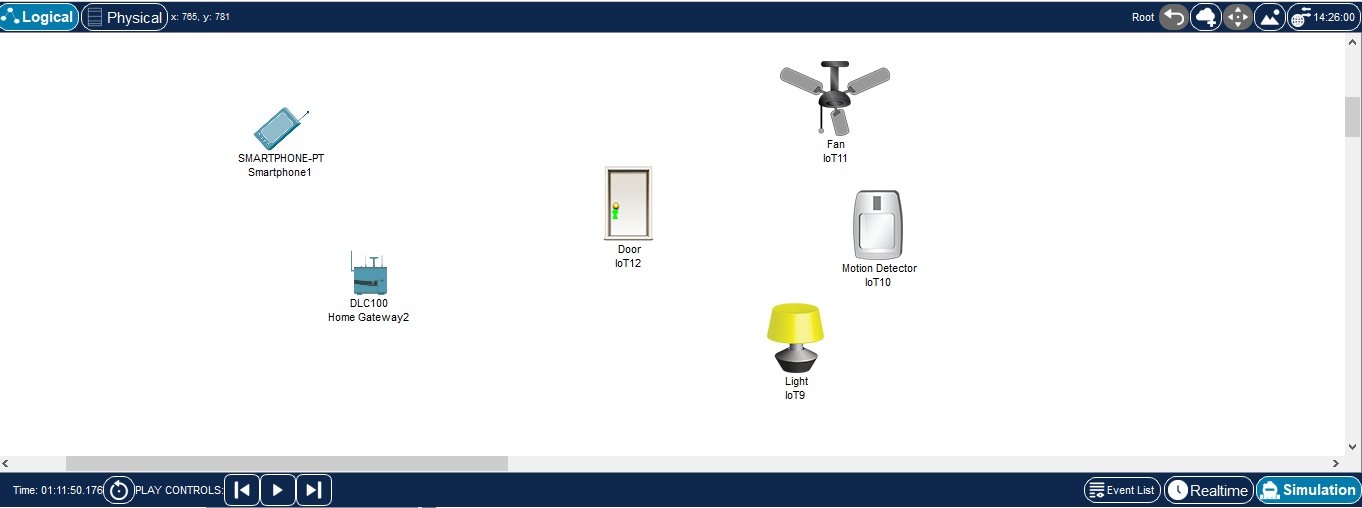 Logical
Physical
x: 765, y: 781
Root
14:26:00
SMARTPHONE-PT
Smartphone1
Fan
IoT11
Door
IoT12
Motion Detector
IoT10
DLC100
Home Gateway2
Light
IoT9
Time: 01:11:50.176
PLAY CONTROLS:
Event List
Realtime
Simulation